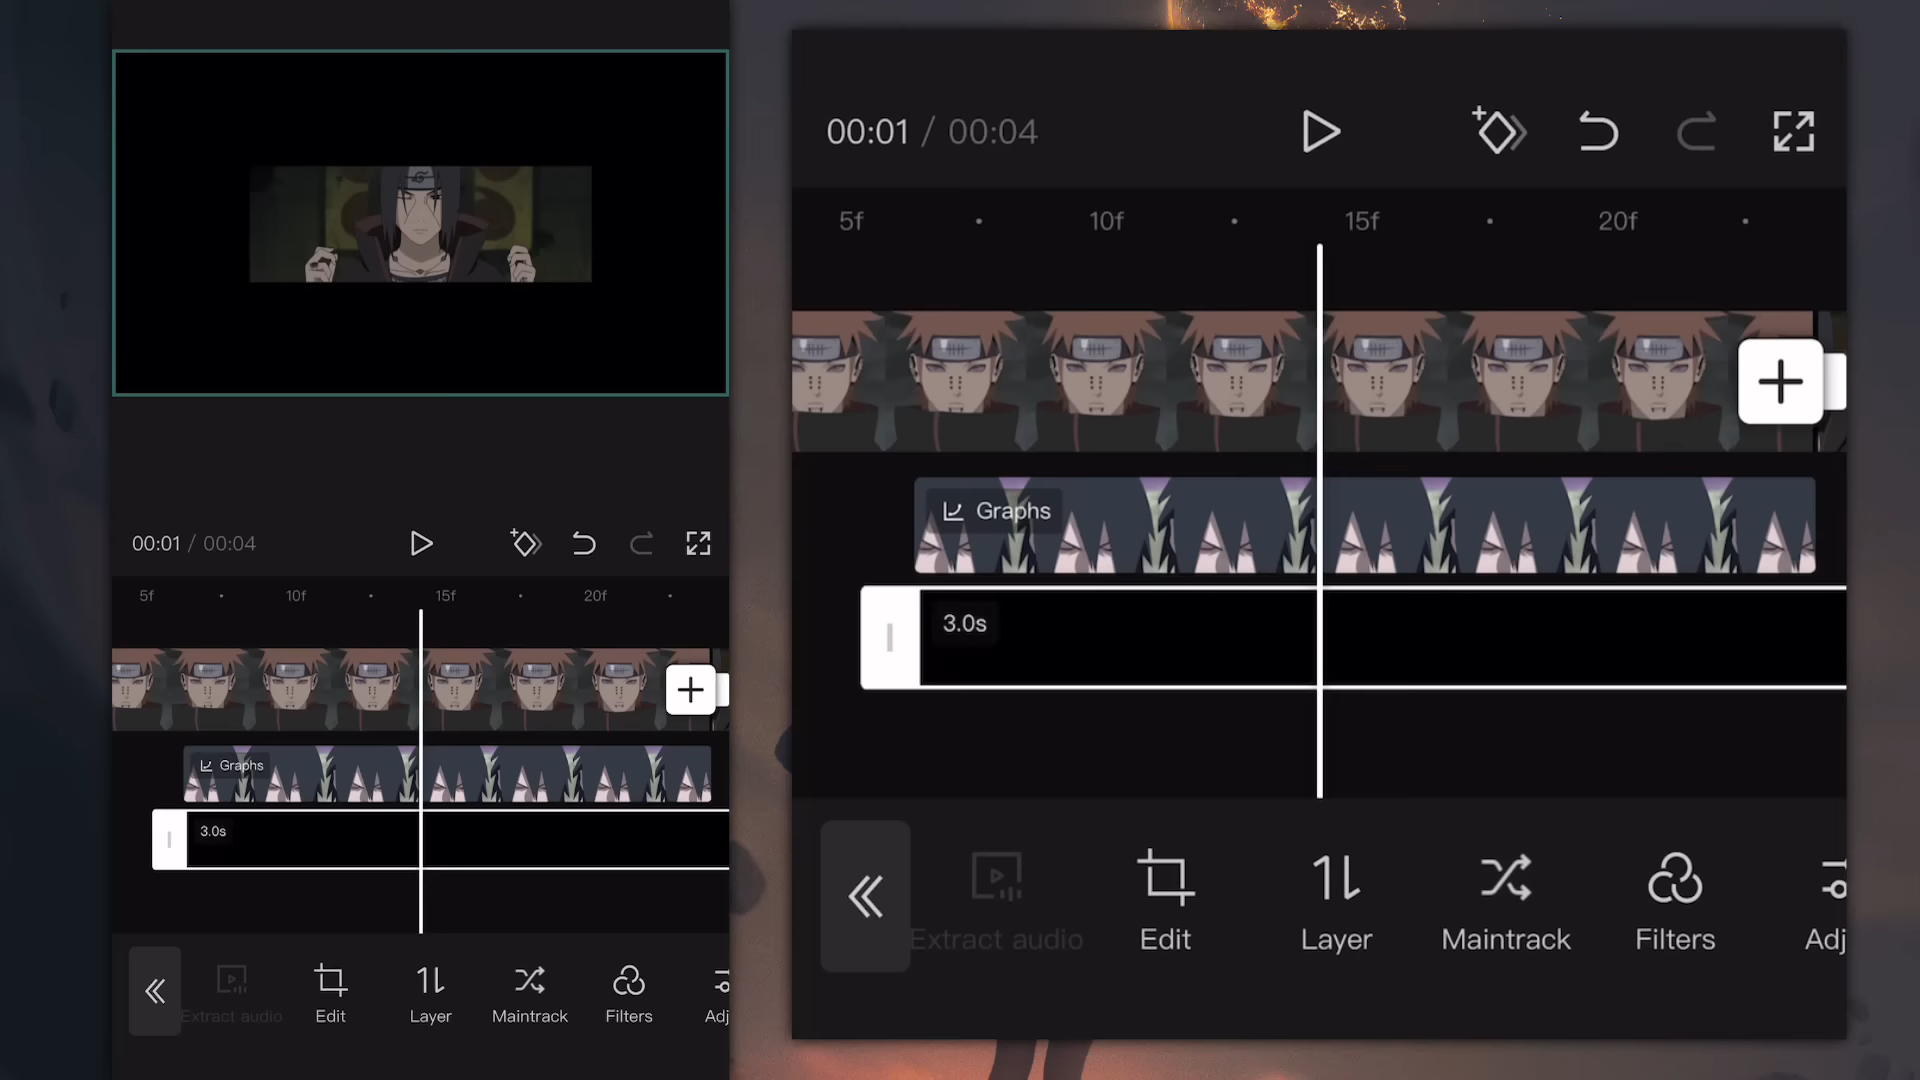 00:01 / 00:04
5f 10f 15f 20f
Graphs
3.0s
Extract audio Edit Layer Maintrack Filters Adj
00:01 / 00:04
5f 10f 15f 20f
Graphs
3.0s
Extract audio Edit Layer Maintrack Filters Adj